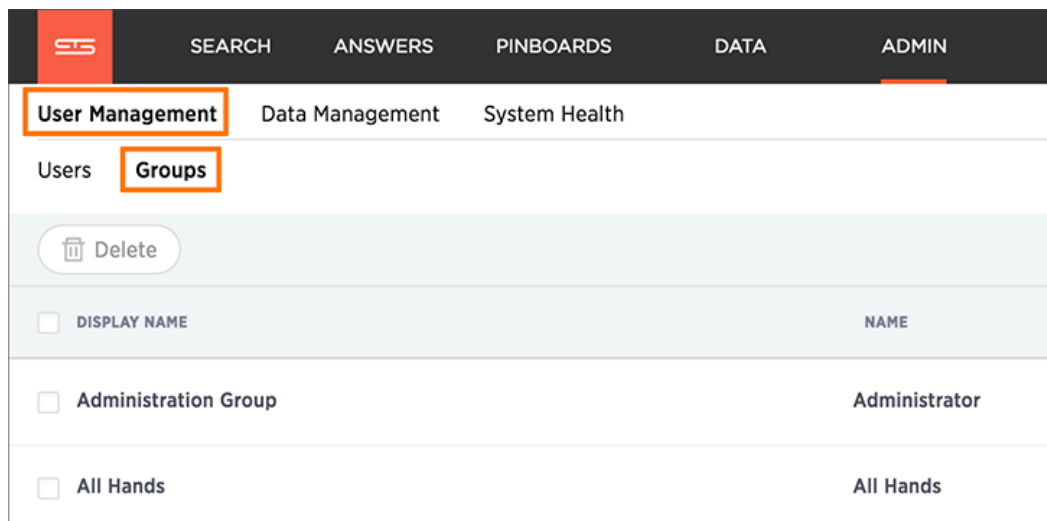 SEARCH ANSWERS PINBOARDS DATA ADMIN
User Management Data Management System Health
Users Groups
Delete
DISPLAY NAME NAME
Administration Group Administrator
All Hands All Hands